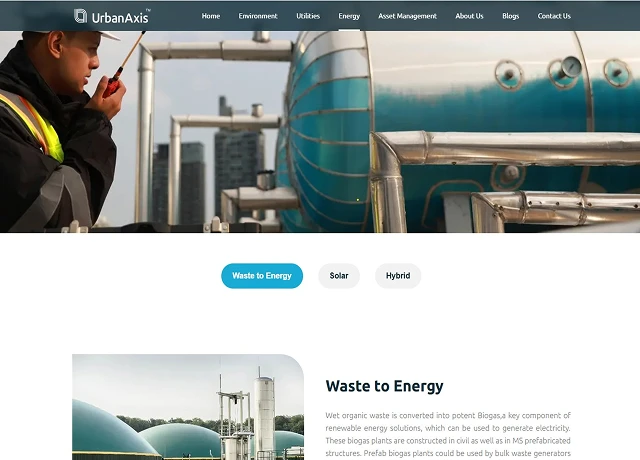 UrbanAxis™
Home Environment Utilities Energy Asset Management About Us Blogs Contact Us
Waste to Energy Solar Hybrid
Waste to Energy
Wet organic waste is converted into potent Biogas,a key component of
renewable energy solutions, which can be used to generate electricity.
These biogas plants are constructed in civil as well as in MS prefabricated
structures. Prefab biogas plants could be used by bulk waste generators